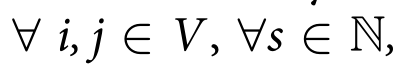 ∀ i, j ∈ V, ∀s ∈ ℕ,